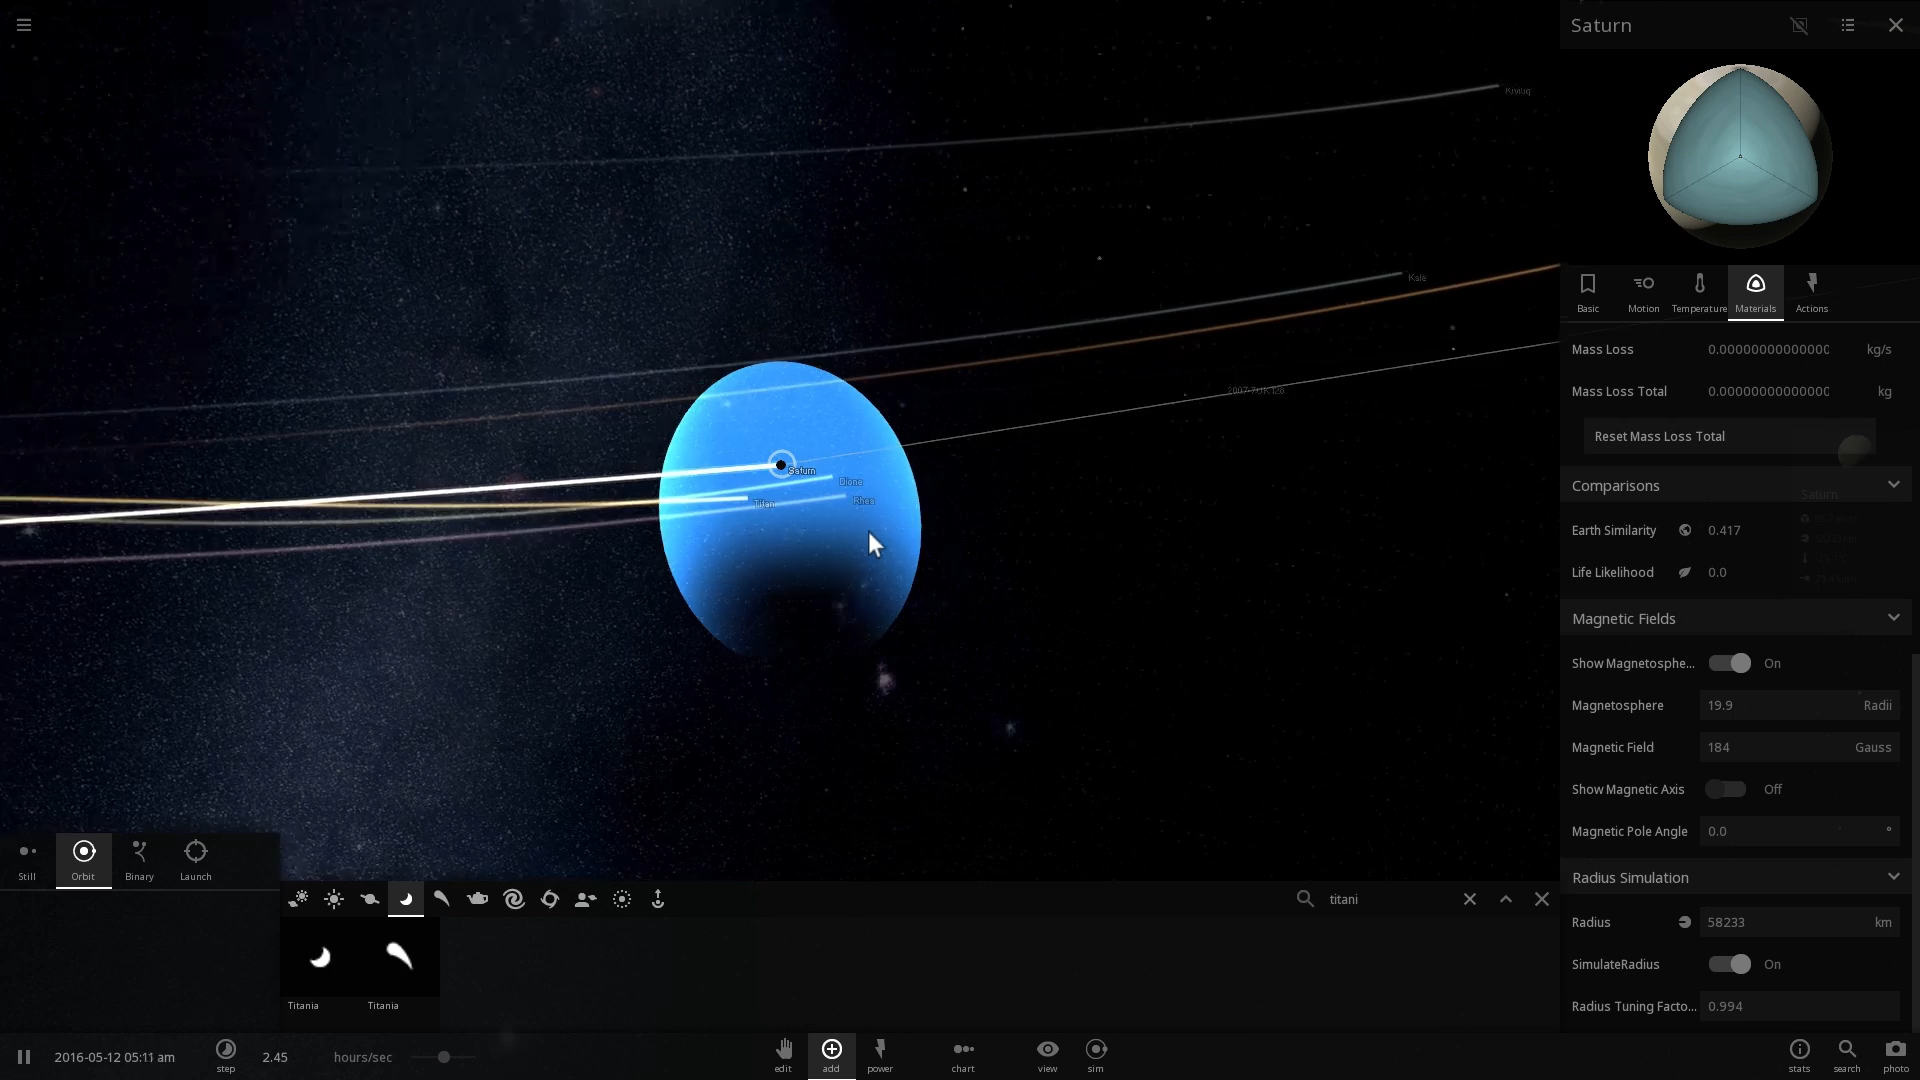 Saturn
Kiviuq
Kale
2007-7UK126
Saturn
Dione
Titan
Rhea
Basic
Motion
Temperature
Materials
Actions
Mass Loss 0.00000000000000 kg/s
Mass Loss Total 0.00000000000000 kg
Reset Mass Loss Total
Comparisons
Saturn
Earth Similarity 0.417
Life Likelihood 0.0
Magnetic Fields
Show Magnetosphe... On
Magnetosphere 19.9 Radii
Magnetic Field 184 Gauss
Show Magnetic Axis Off
Magnetic Pole Angle 0.0 °
Radius Simulation
Radius 58233 km
SimulateRadius On
Radius Tuning Facto... 0.994
Still
Orbit
Binary
Launch
titani
Titania
Titania
2016-05-12 05:11 am
step
2.45
hours/sec
edit
add
power
chart
view
sim
stats
search
photo